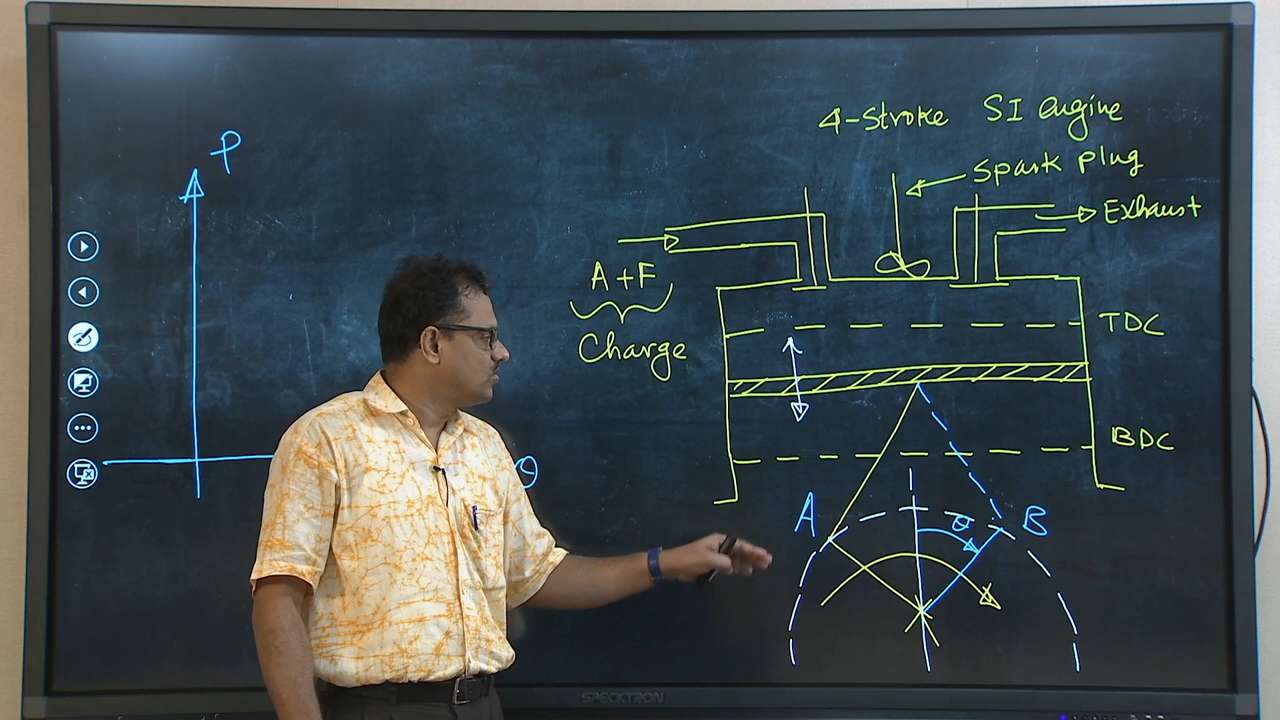 P
θ
4-Stroke SI engine
Spark plug
Exhaust
A+F
Charge
TDC
BDC
A
θ
B
SPECKTRON